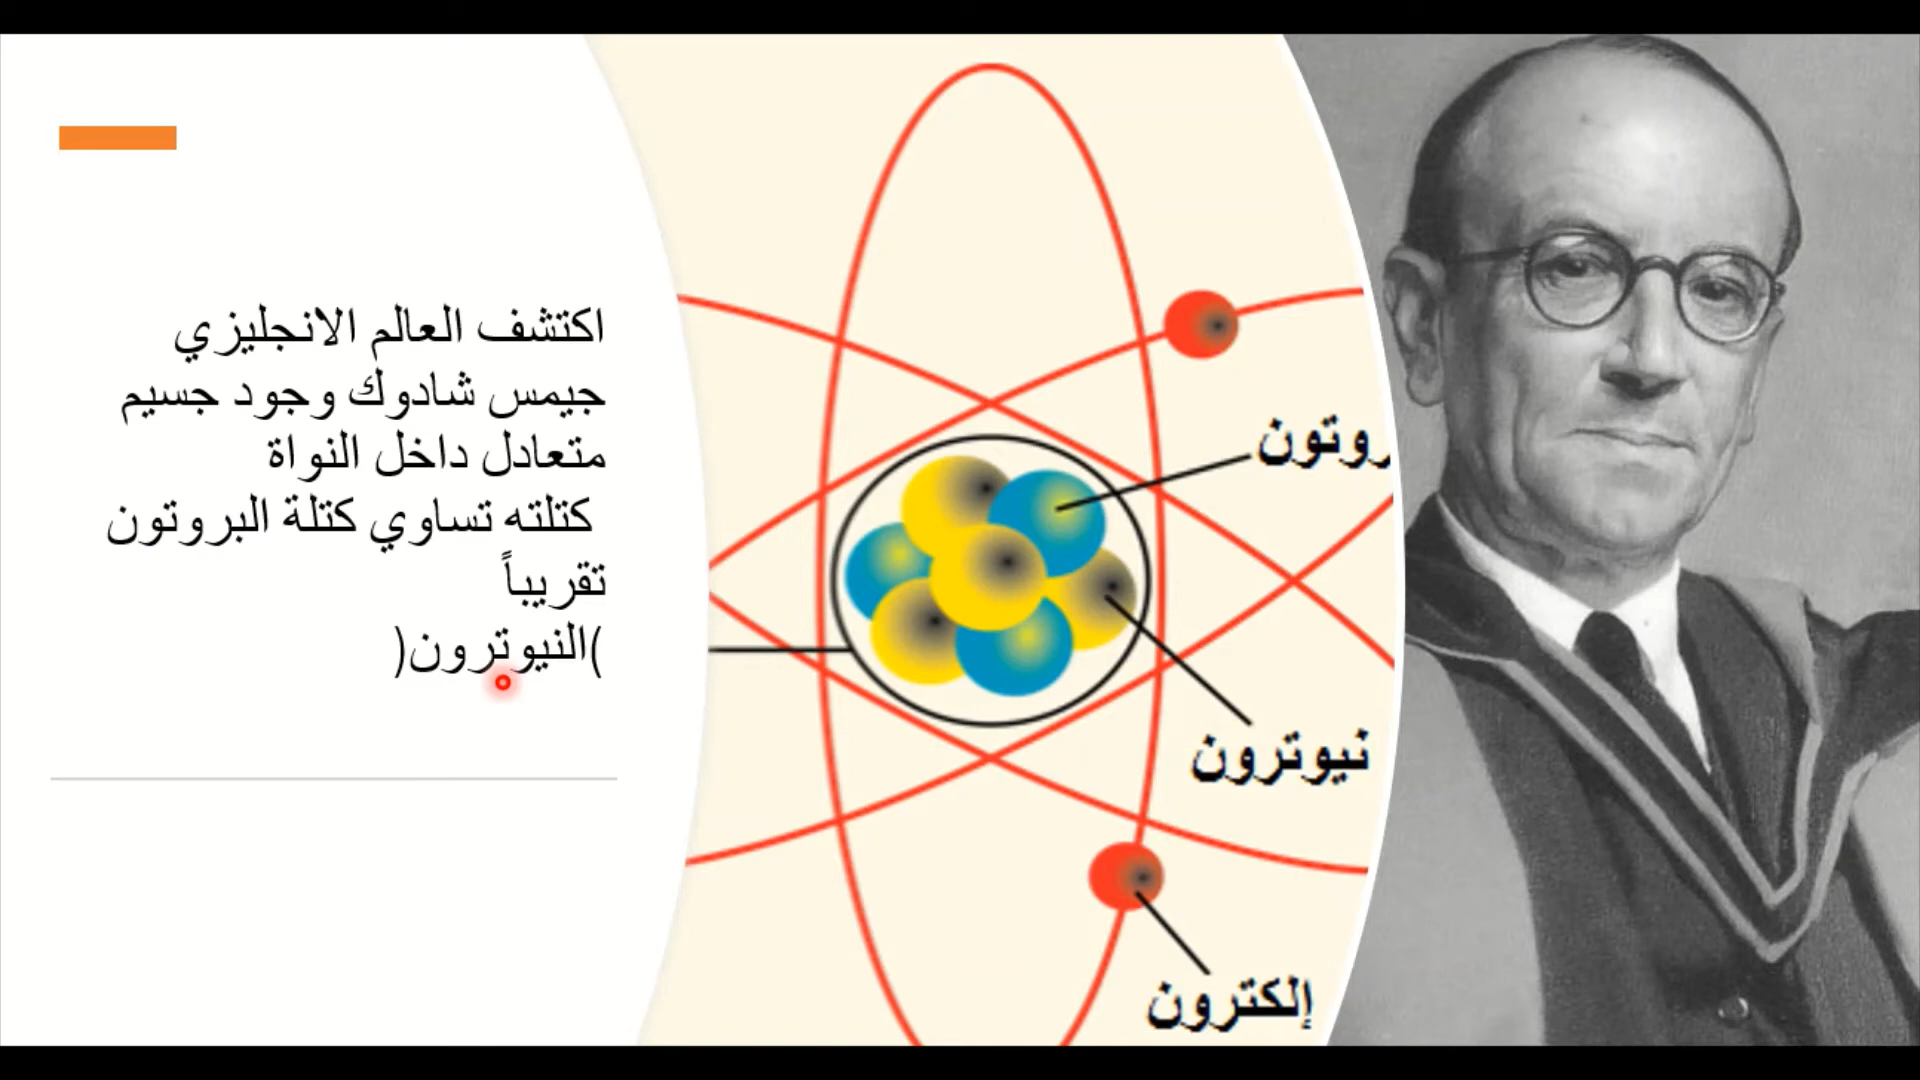 اكتشف العالم الانجليزي
جيمس شادوك وجود جسيم
متعادل داخل النواة
كتلته تساوي كتلة البروتون
تقريباً
)النيوترون(
روتون
نيوترون
إلكترون